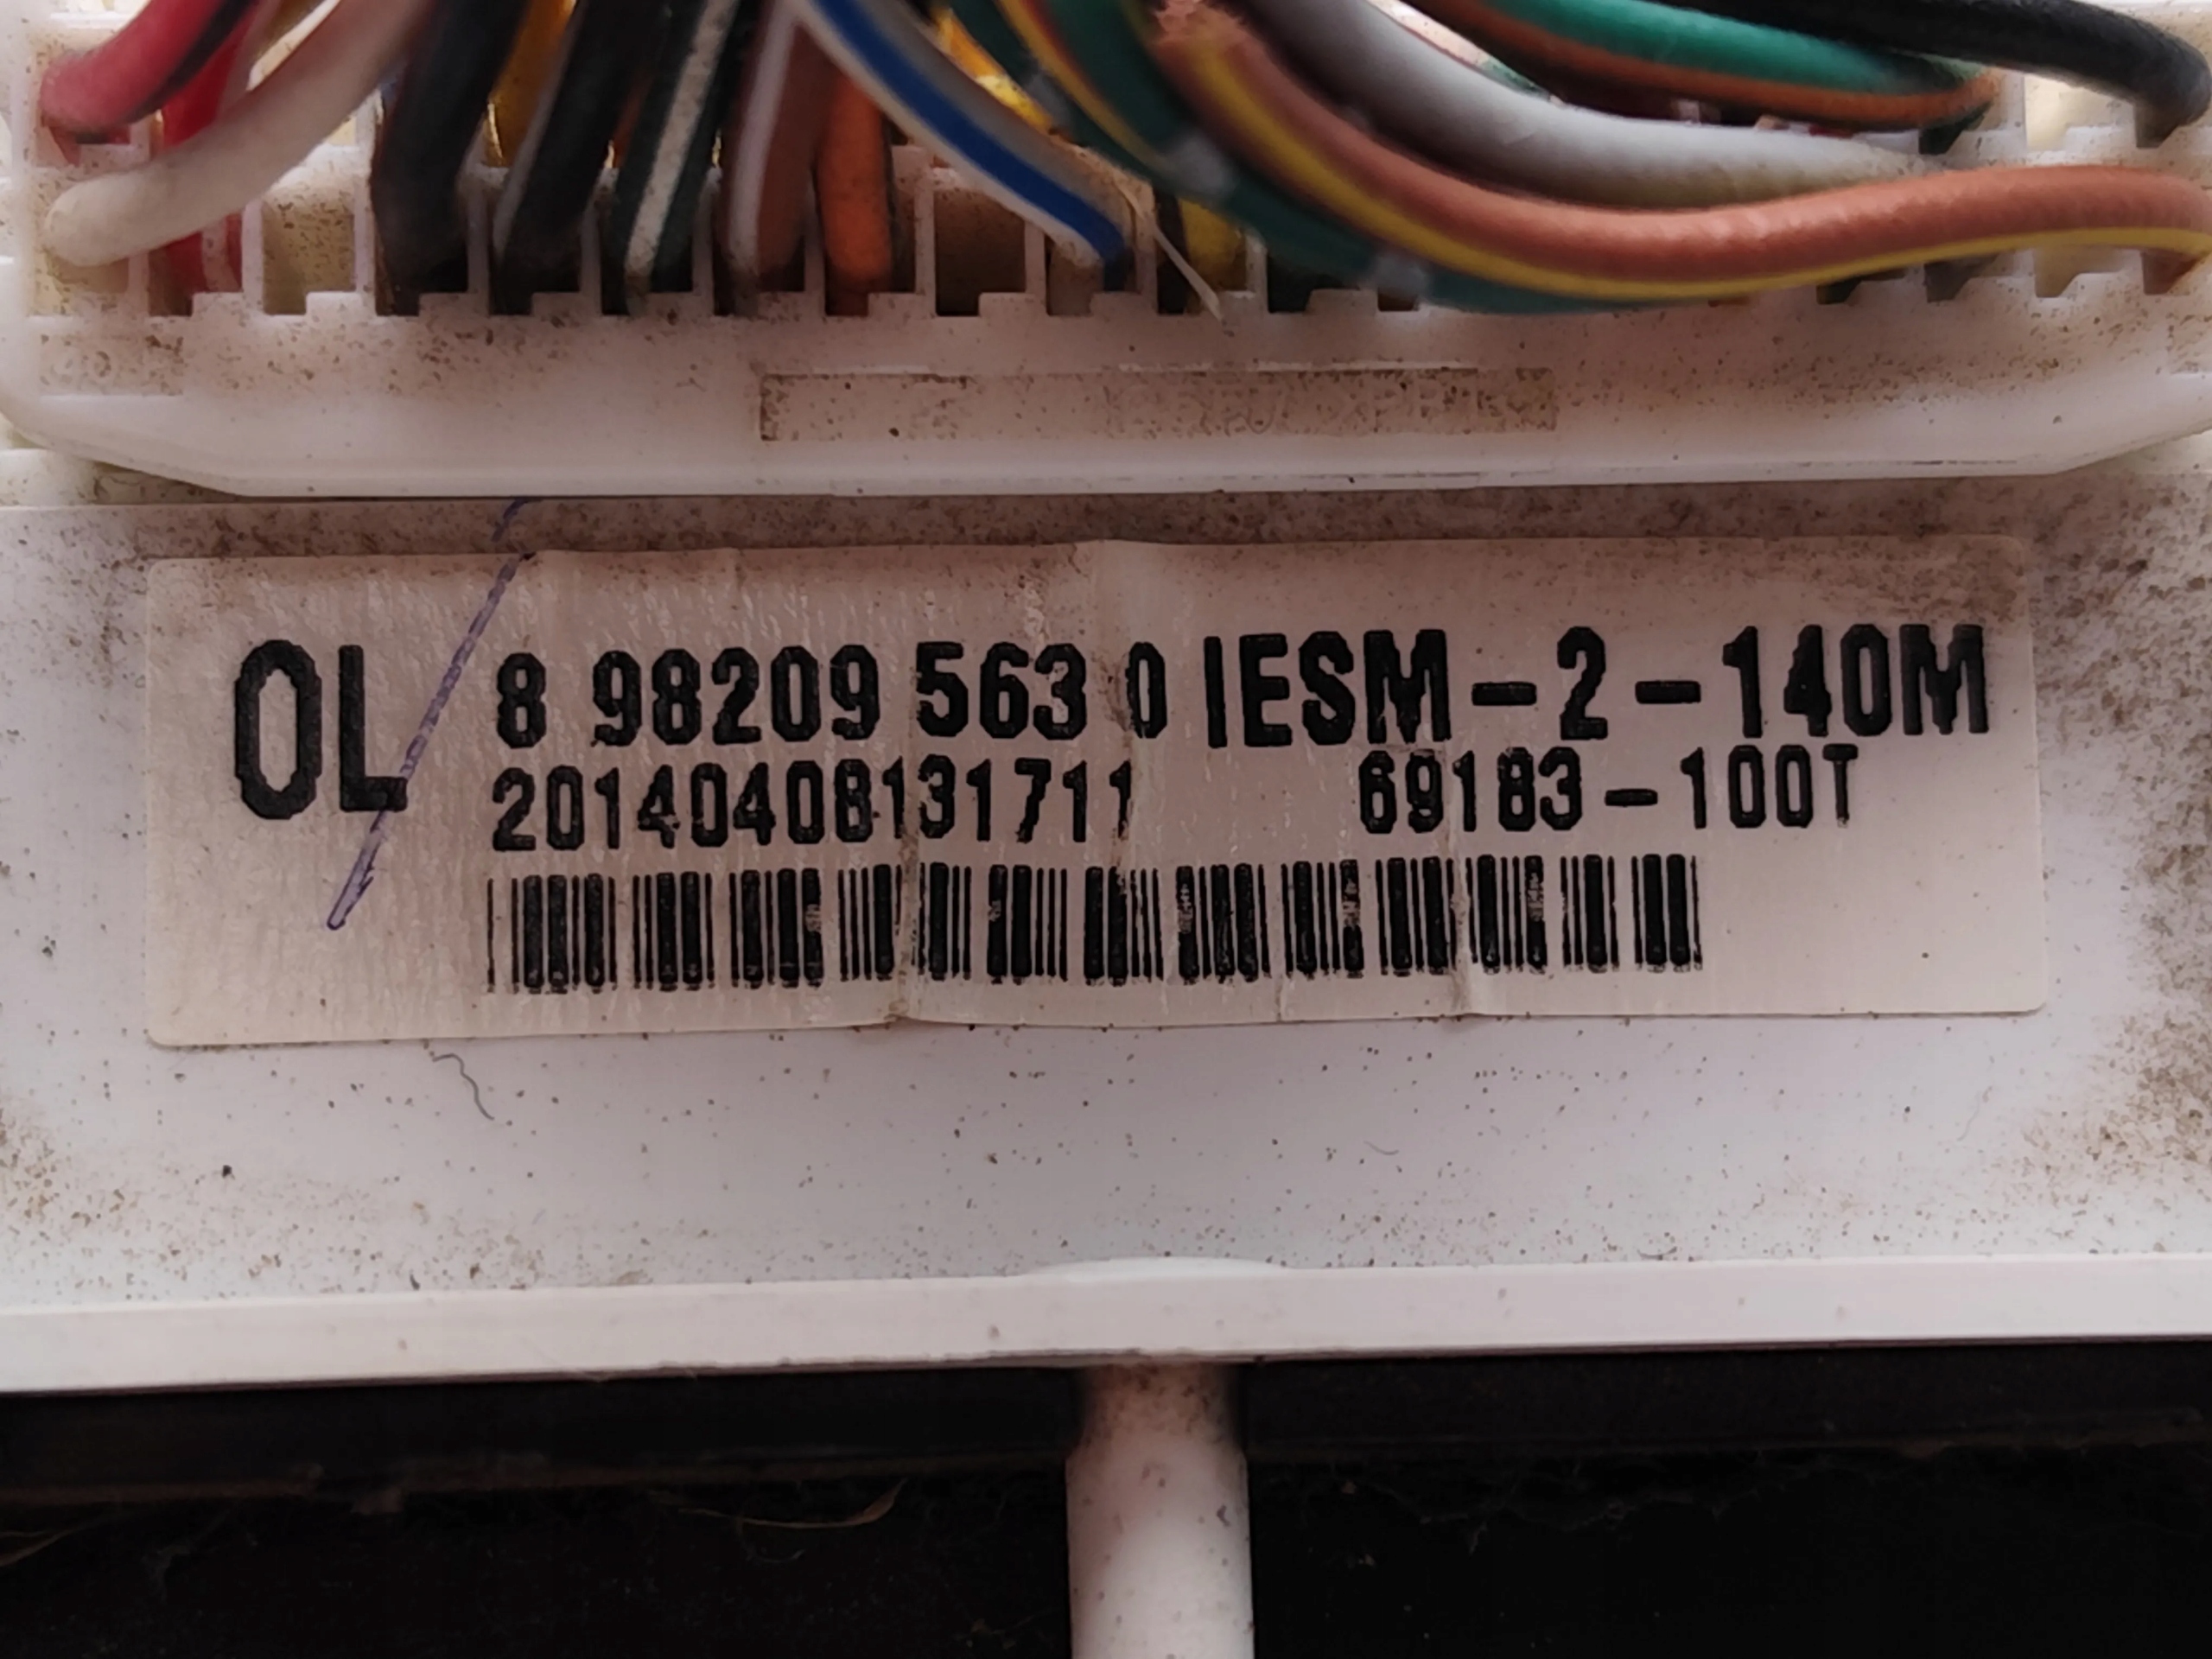 OL 8 98209 563 0 IESM-2-140M
20140408131711 69183-100T